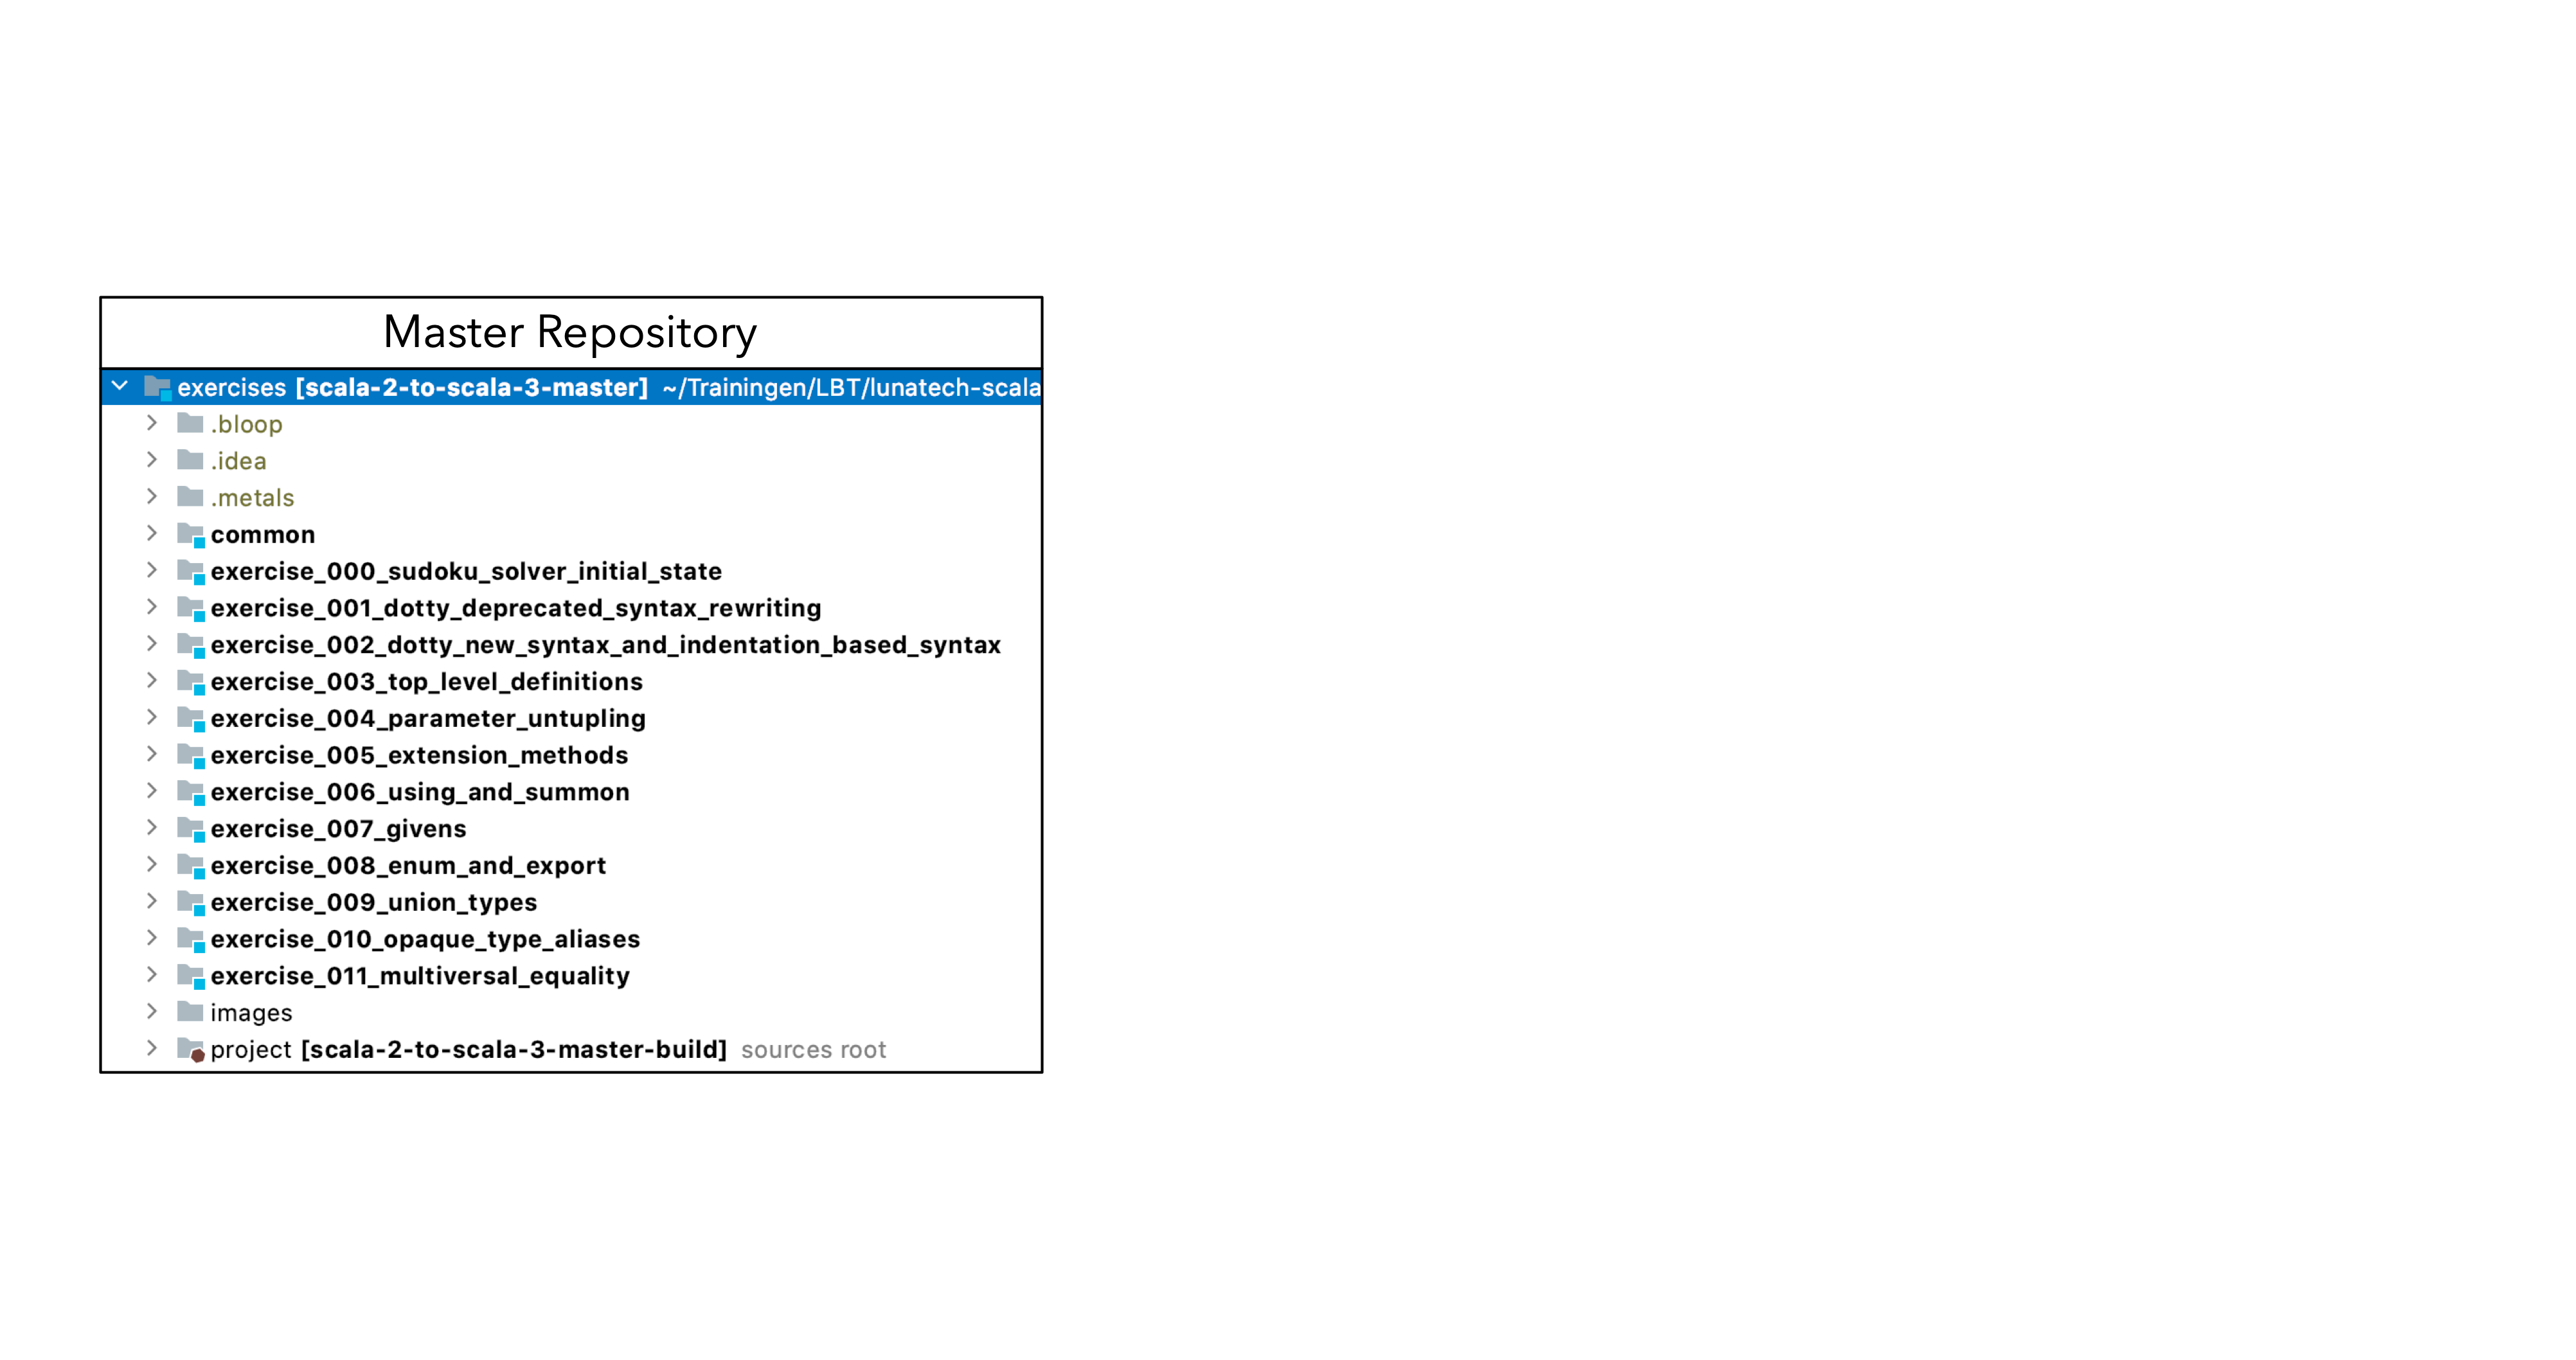 Master Repository
exercises [scala-2-to-scala-3-master] ~/Trainingen/LBT/lunatech-scala
.bloop
.idea
.metals
common
exercise_000_sudoku_solver_initial_state
exercise_001_dotty_deprecated_syntax_rewriting
exercise_002_dotty_new_syntax_and_indentation_based_syntax
exercise_003_top_level_definitions
exercise_004_parameter_untupling
exercise_005_extension_methods
exercise_006_using_and_summon
exercise_007_givens
exercise_008_enum_and_export
exercise_009_union_types
exercise_010_opaque_type_aliases
exercise_011_multiversal_equality
images
project [scala-2-to-scala-3-master-build] sources root